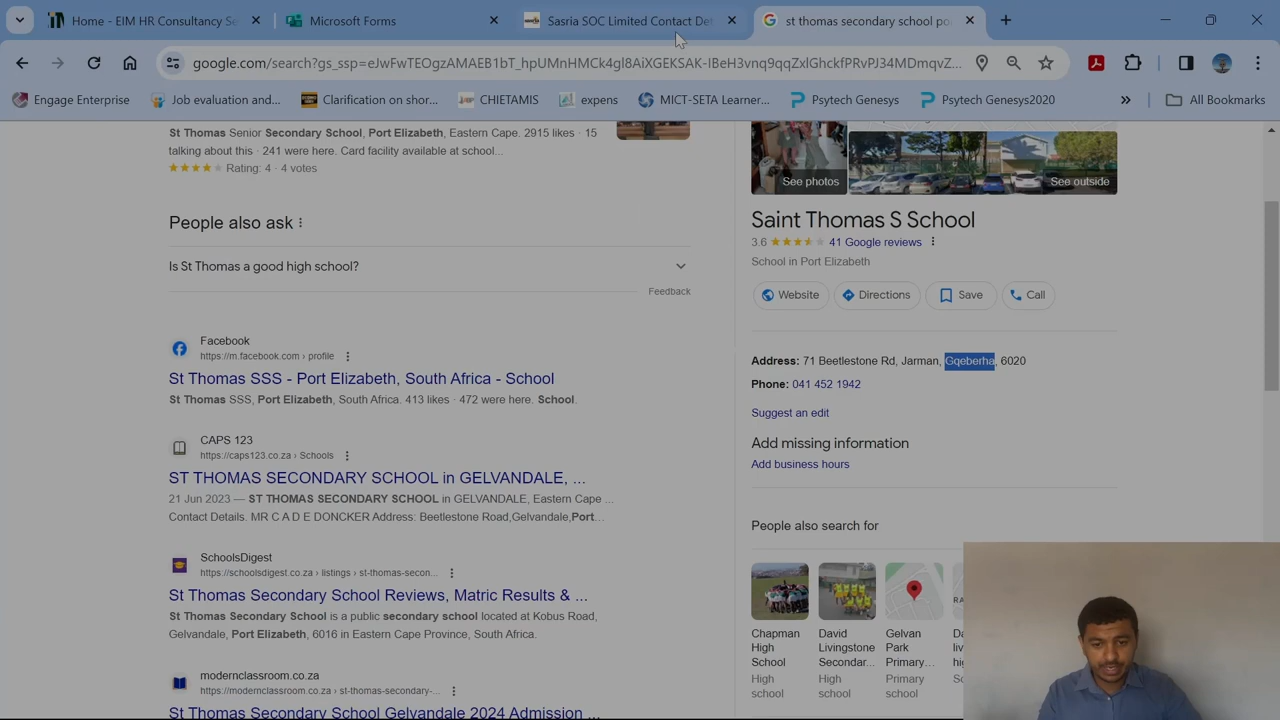 Home - EIM HR Consultancy Se
Microsoft Forms
Sasria SOC Limited Contact Det
st thomas secondary school po
google.com/search?gs_ssp=eJwFwTEOgzAMAEB1bT_hpUMnHMCk4gl8AiXGEKSAK-IBeH3vnq9qqZxlGhckfPRvPJ34MDmqvZ...
Engage Enterprise
Job evaluation and...
Clarification on shor...
CHIETAMIS
expens
MICT-SETA Learner...
Psytech Genesys
Psytech Genesys2020
»
All Bookmarks
St Thomas Senior Secondary School, Port Elizabeth, Eastern Cape. 2915 likes · 15
talking about this · 241 were here. Card facility available at school...
Rating: 4 · 4 votes
People also ask
Is St Thomas a good high school?
Feedback
Facebook
https://m.facebook.com › profile
St Thomas SSS - Port Elizabeth, South Africa - School
St Thomas SSS, Port Elizabeth, South Africa. 413 likes · 472 were here. School.
CAPS 123
https://caps123.co.za › Schools
ST THOMAS SECONDARY SCHOOL in GELVANDALE, ...
21 Jun 2023 — ST THOMAS SECONDARY SCHOOL in GELVANDALE, Eastern Cape ...
Contact Details. MR C A D E DONCKER Address: Beetlestone Road,Gelvandale,Port...
SchoolsDigest
https://schoolsdigest.co.za › listings › st-thomas-secon...
St Thomas Secondary School Reviews, Matric Results & ...
St Thomas Secondary School is a public secondary school located at Kobus Road,
Gelvandale, Port Elizabeth, 6016 in Eastern Cape Province, South Africa.
modernclassroom.co.za
https://modernclassroom.co.za › st-thomas-secondary-...
St Thomas Secondary School Gelvandale 2024 Admission ...
See photos
See outside
Saint Thomas S School
3.6
41 Google reviews
School in Port Elizabeth
Website
Directions
Save
Call
Address: 71 Beetlestone Rd, Jarman, Gqeberha, 6020
Phone: 041 452 1942
Suggest an edit
Add missing information
Add business hours
People also search for
Chapman
High
School
High
school
David
Livingstone
Secondar...
High
school
Gelvan
Park
Primary...
Primary
school